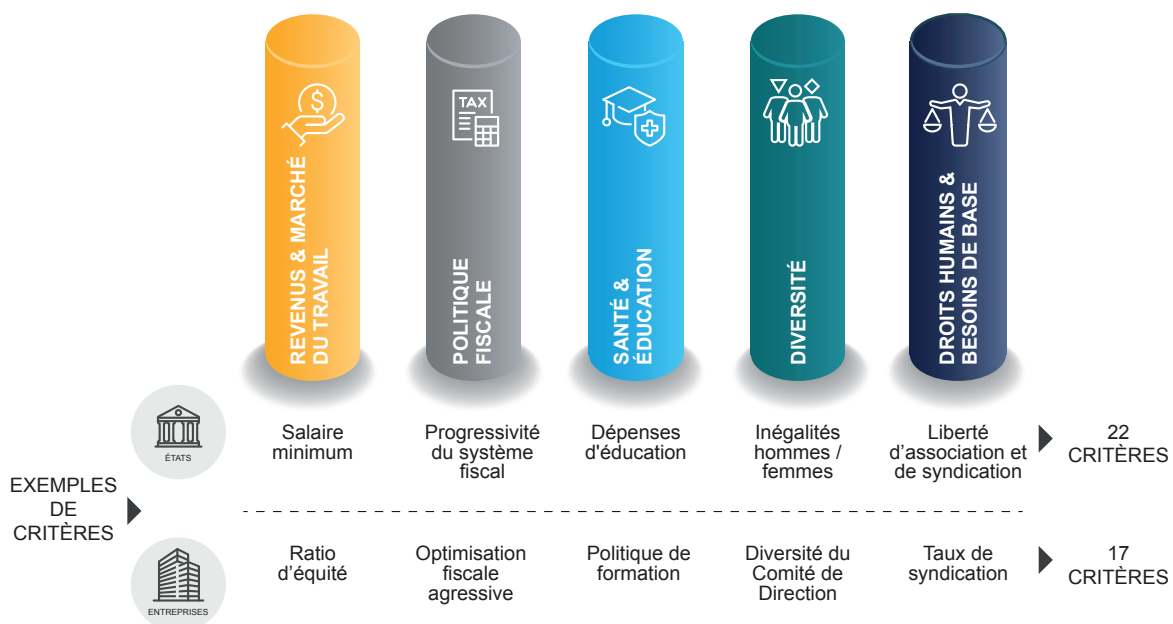 $
TAX
REVENUS & MARCHÉ
DU TRAVAIL
POLITIQUE
FISCALE
SANTÉ &
ÉDUCATION
DIVERSITÉ
DROITS HUMAINS &
BESOINS DE BASE
EXEMPLES
DE
CRITÈRES
ÉTATS
Salaire
minimum
Progressivité
du système
fiscal
Dépenses
d'éducation
Inégalités
hommes /
femmes
Liberté
d’association et
de syndication
22
CRITÈRES
ENTREPRISES
Ratio
d’équité
Optimisation
fiscale
agressive
Politique de
formation
Diversité du
Comité de
Direction
Taux de
syndication
17
CRITÈRES